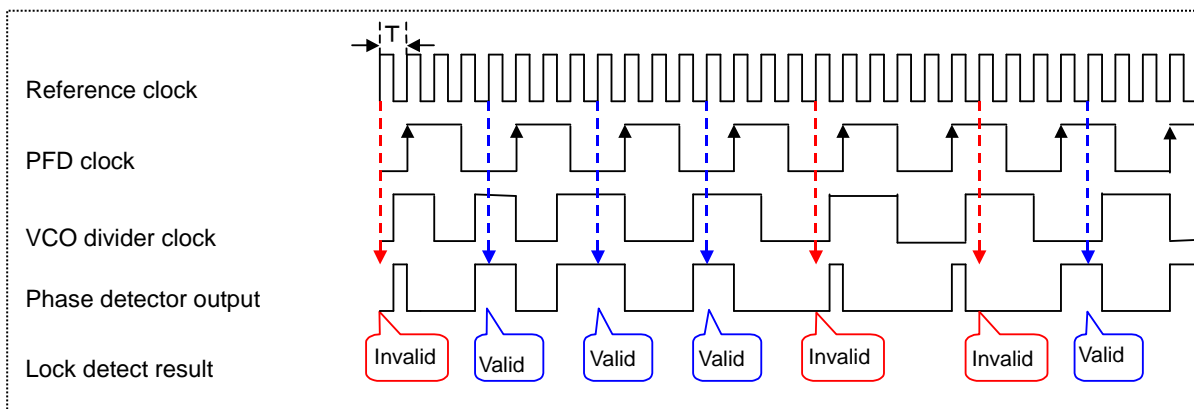 T
Reference clock
PFD clock
VCO divider clock
Phase detector output
Invalid
Valid
Valid
Valid
Invalid
Invalid
Valid
Lock detect result